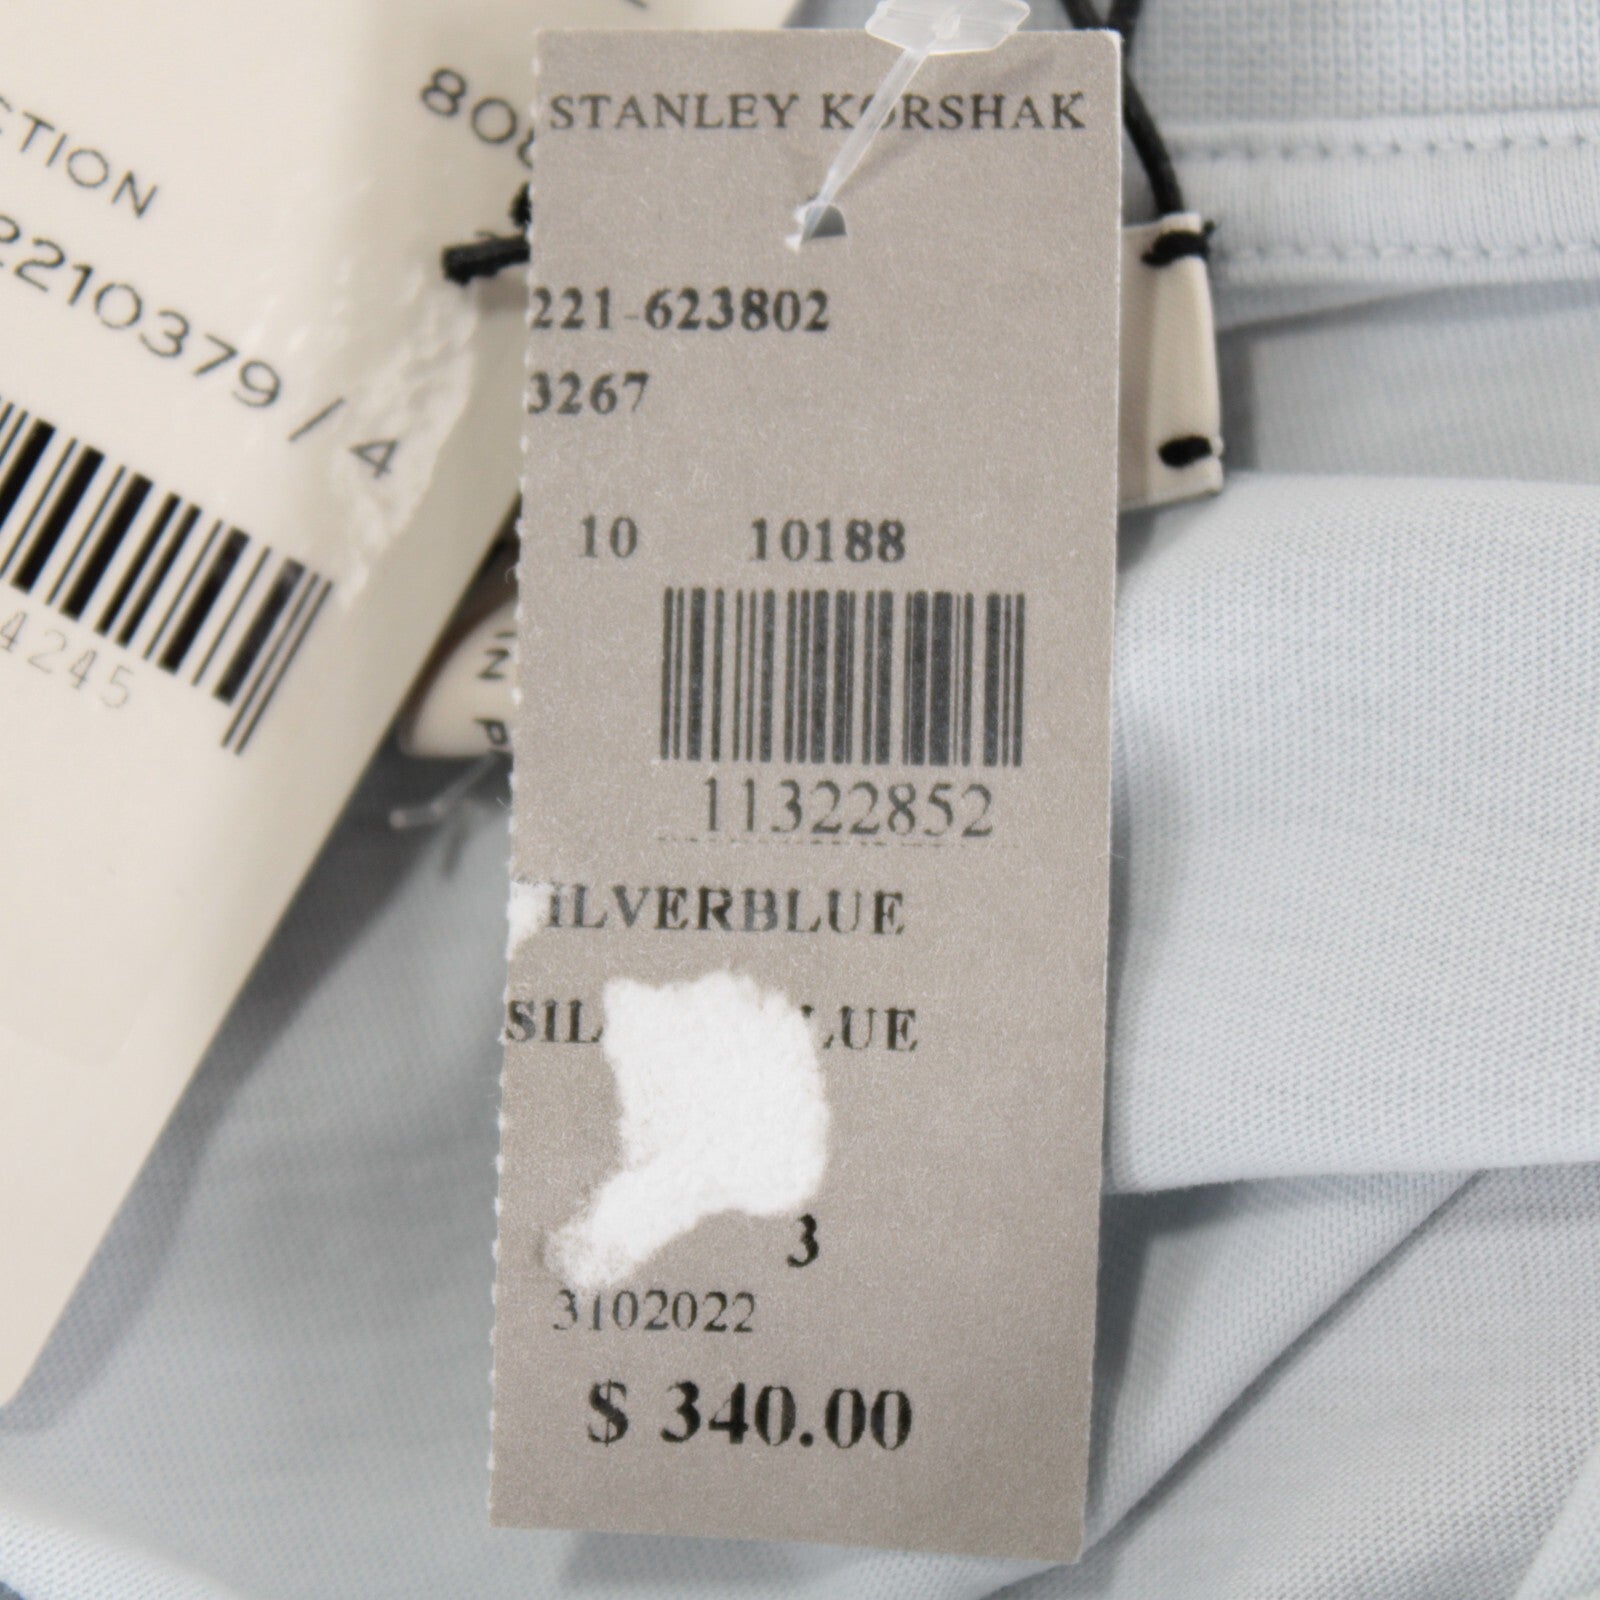 STANLEY KORSHAK
221-623802
3267
10 10188
11322852
ILVERBLUE
SIL LUE
3
3102022
$ 340.00
CTION
2210379 / 4
4245
80
IN P